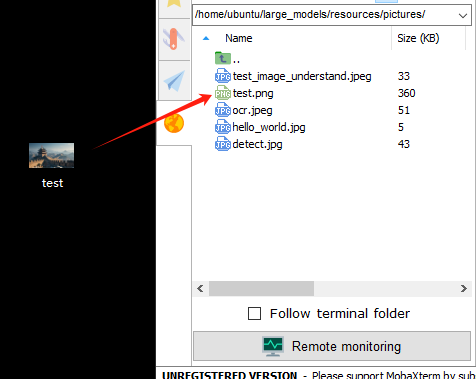 /home/ubuntu/large_models/resources/pictures/
Name Size (KB)
..
test_image_understand.jpeg 33
test.png 360
ocr.jpeg 51
hello_world.jpg 5
detect.jpg 43
test
Follow terminal folder
Remote monitoring
UNREGISTERED VERSION - Please support MobaXterm by sub